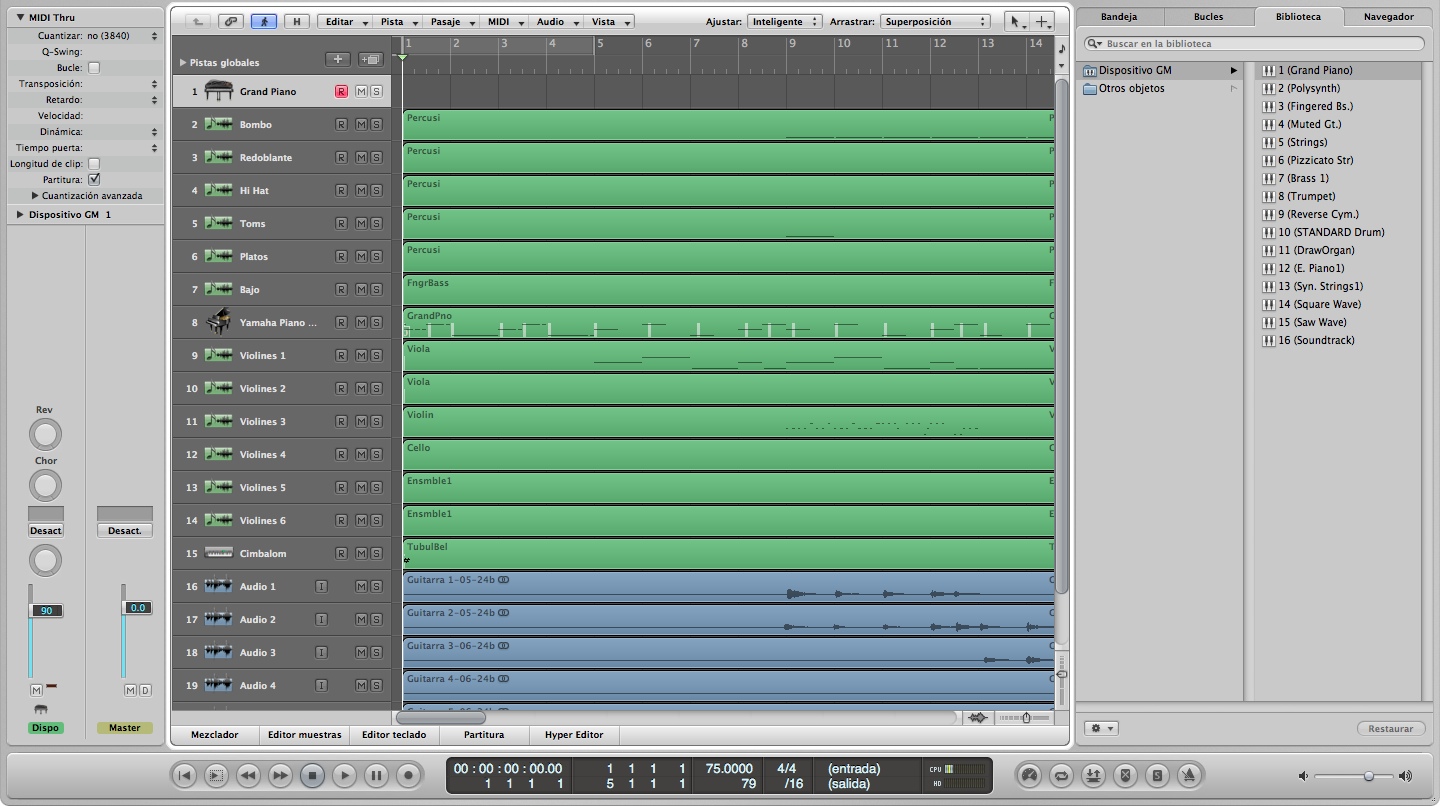 MIDI Thru
Cuantizar: no (3840)
Q-Swing:
Bucle:
Transposición:
Retardo:
Velocidad:
Dinámica:
Tiempo puerta:
Longitud de clip:
Partitura:
Cuantización avanzada
Dispositivo GM 1
Rev
Chor
Desact
Desact.
90
0.0
M
M D
Dispo
Master
H
Editar
Pista
Pasaje
MIDI
Audio
Vista
Ajustar: Inteligente
Arrastrar: Superposición
Pistas globales
1 2 3 4 5 6 7 8 9 10 11 12 13 14
1 Grand Piano R M S
2 Bombo R M S Percusi P
3 Redoblante R M S Percusi P
4 Hi Hat R M S Percusi P
5 Toms R M S Percusi P
6 Platos R M S Percusi P
7 Bajo R M S FngrBass F
8 Yamaha Piano ... R M S GrandPno
9 Violines 1 R M S Viola V
10 Violines 2 R M S Viola V
11 Violines 3 R M S Violin V
12 Violines 4 R M S Cello C
13 Violines 5 R M S Ensmble1 E
14 Violines 6 R M S Ensmble1 E
15 Cimbalom R M S TubulBel T
16 Audio 1 I M S Guitarra 1-05-24b
17 Audio 2 I M S Guitarra 2-05-24b
18 Audio 3 I M S Guitarra 3-06-24b
19 Audio 4 I M S Guitarra 4-06-24b
Mezclador
Editor muestras
Editor teclado
Partitura
Hyper Editor
Bandeja
Bucles
Biblioteca
Navegador
Buscar en la biblioteca
Dispositivo GM
Otros objetos
1 (Grand Piano)
2 (Polysynth)
3 (Fingered Bs.)
4 (Muted Gt.)
5 (Strings)
6 (Pizzicato Str)
7 (Brass 1)
8 (Trumpet)
9 (Reverse Cym.)
10 (STANDARD Drum)
11 (DrawOrgan)
12 (E. Piano1)
13 (Syn. Strings1)
14 (Square Wave)
15 (Saw Wave)
16 (Soundtrack)
Restaurar
00 : 00 : 00 : 00.00
1 1 1 1
1 1 1 1
5 1 1 1
75.0000
79
4/4
/16
(entrada)
(salida)
CPU
HD
S